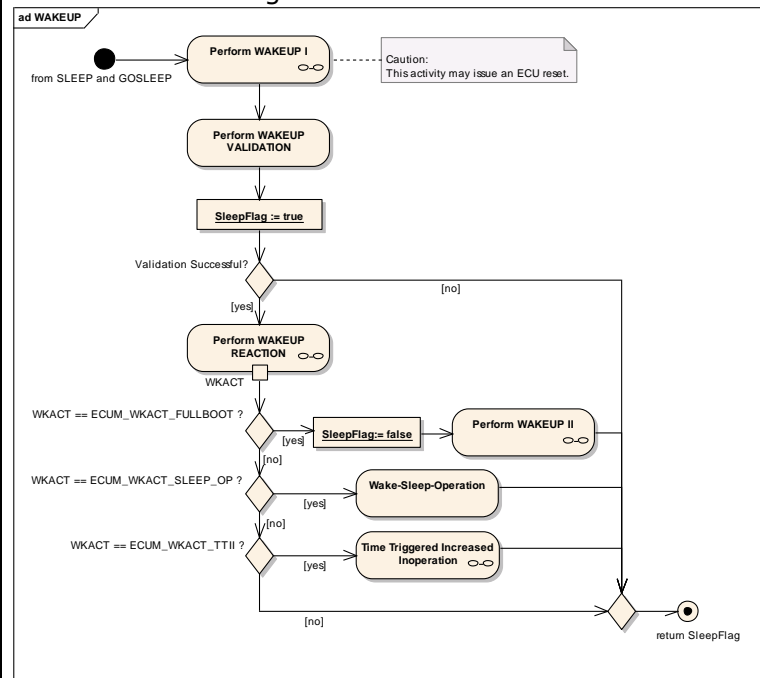 ad WAKEUP
Perform WAKEUP I
Caution:
This activity may issue an ECU reset.
from SLEEP and GOSLEEP
Perform WAKEUP
VALIDATION
SleepFlag := true
Validation Successful?
[no]
[yes]
Perform WAKEUP
REACTION
WKACT
WKACT == ECUM_WKACT_FULLBOOT ?
[yes]
SleepFlag:= false
Perform WAKEUP II
[no]
WKACT == ECUM_WKACT_SLEEP_OP ?
[yes]
Wake-Sleep-Operation
[no]
WKACT == ECUM_WKACT_TTII ?
[yes]
Time Triggered Increased
Inoperation
[no]
return SleepFlag